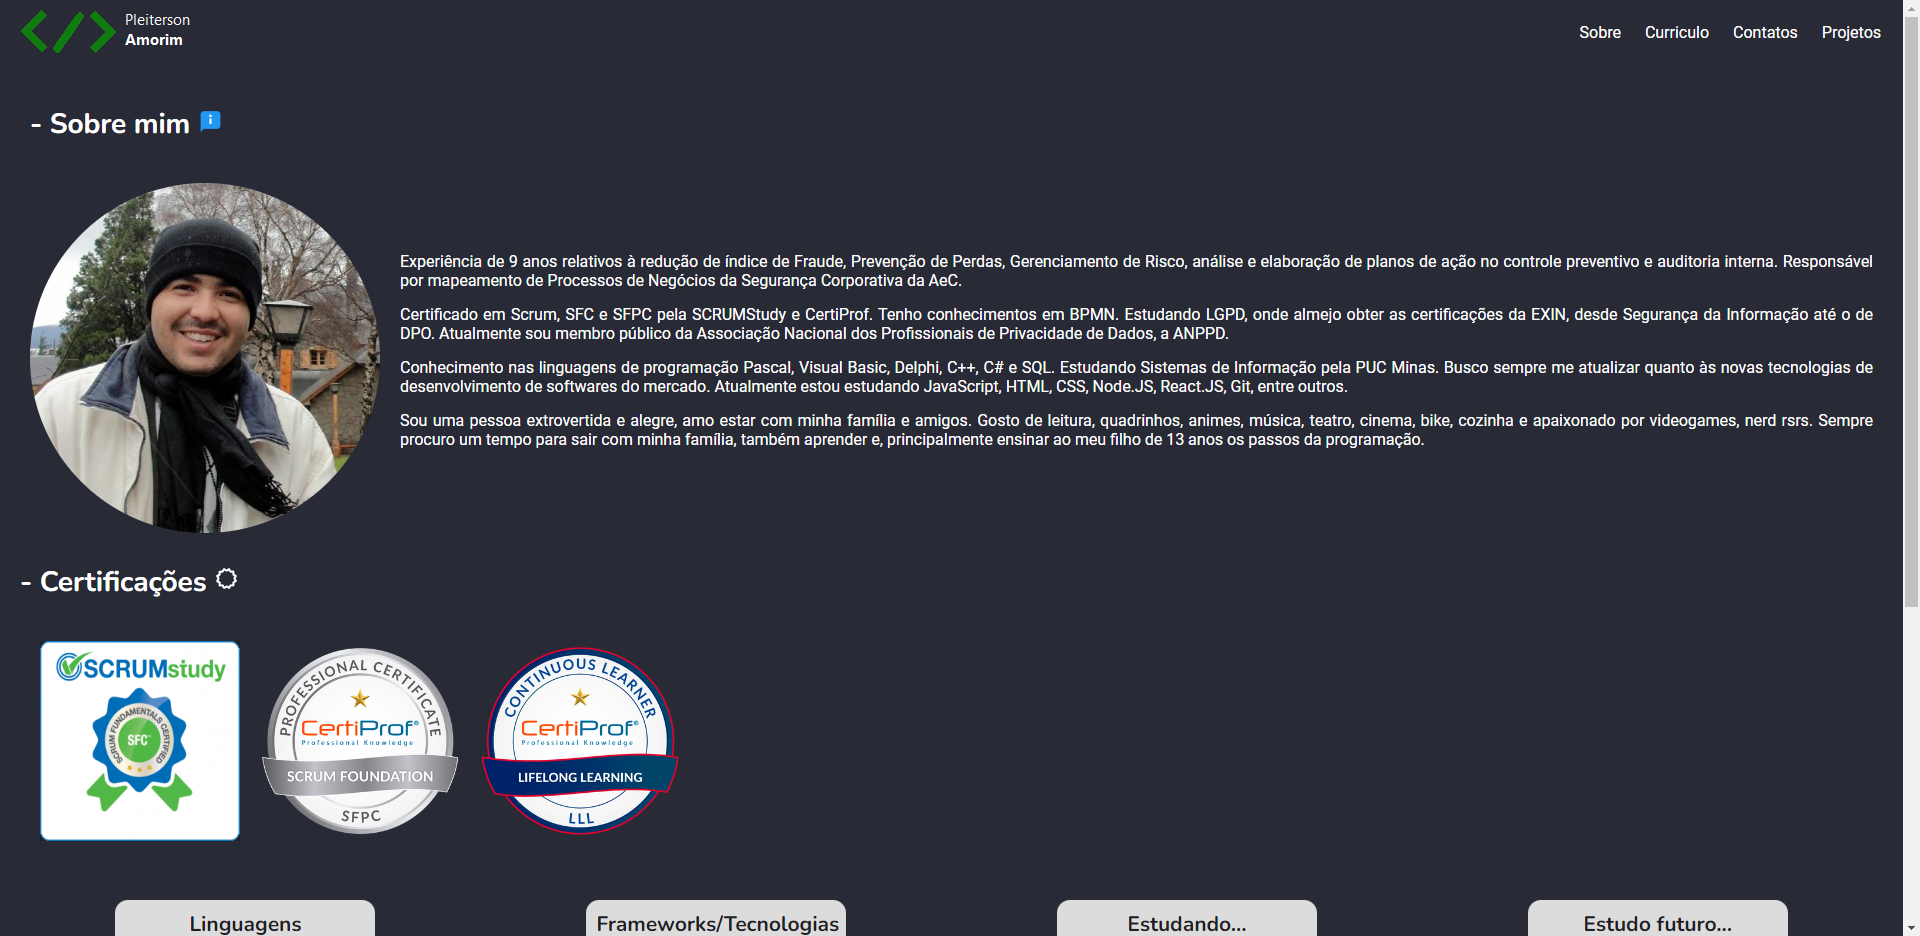 Pleiterson
Amorim
Sobre
Curriculo
Contatos
Projetos
- Sobre mim
Experiência de 9 anos relativos à redução de índice de Fraude, Prevenção de Perdas, Gerenciamento de Risco, análise e elaboração de planos de ação no controle preventivo e auditoria interna. Responsável
por mapeamento de Processos de Negócios da Segurança Corporativa da AeC.
Certificado em Scrum, SFC e SFPC pela SCRUMStudy e CertiProf. Tenho conhecimentos em BPMN. Estudando LGPD, onde almejo obter as certificações da EXIN, desde Segurança da Informação até o de
DPO. Atualmente sou membro público da Associação Nacional dos Profissionais de Privacidade de Dados, a ANPPD.
Conhecimento nas linguagens de programação Pascal, Visual Basic, Delphi, C++, C# e SQL. Estudando Sistemas de Informação pela PUC Minas. Busco sempre me atualizar quanto às novas tecnologias de
desenvolvimento de softwares do mercado. Atualmente estou estudando JavaScript, HTML, CSS, Node.JS, React.JS, Git, entre outros.
Sou uma pessoa extrovertida e alegre, amo estar com minha família e amigos. Gosto de leitura, quadrinhos, animes, música, teatro, cinema, bike, cozinha e apaixonado por videogames, nerd rsrs. Sempre
procuro um tempo para sair com minha família, também aprender e, principalmente ensinar ao meu filho de 13 anos os passos da programação.
- Certificações
SCRUMstudy
SCRUM FUNDAMENTALS CERTIFIED
SFC™
PROFESSIONAL CERTIFICATE
CertiProf®
Professional Knowledge
SCRUM FOUNDATION
SFPC
CONTINUOUS LEARNER
CertiProf®
Professional Knowledge
LIFELONG LEARNING
LLL
Linguagens
Frameworks/Tecnologias
Estudando...
Estudo futuro...